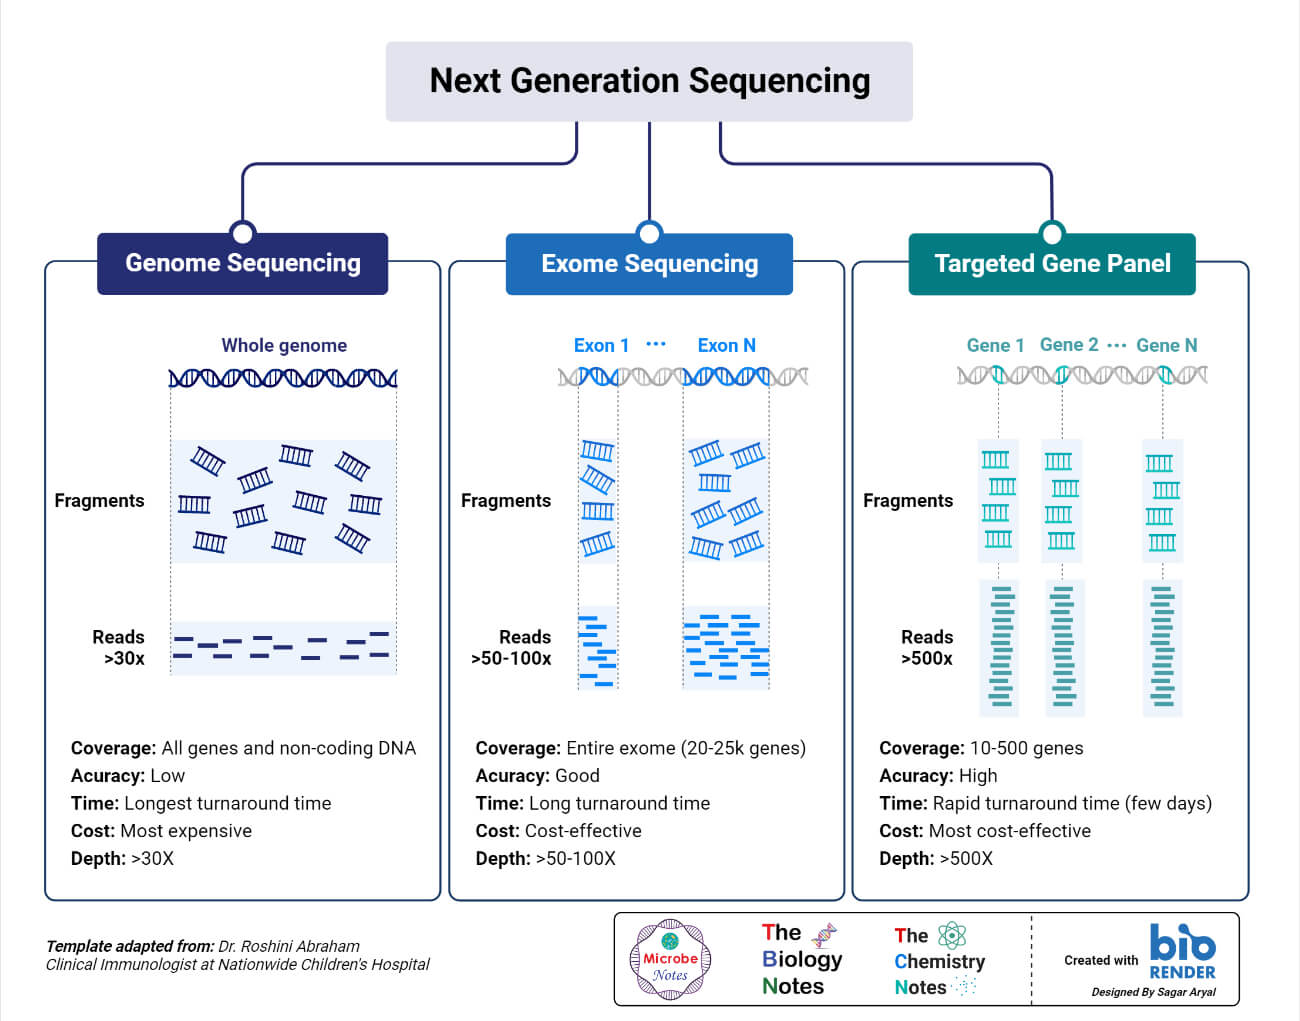 Next Generation Sequencing
Genome Sequencing
Whole genome
Fragments
Reads
>30x
Coverage: All genes and non-coding DNA
Acuracy: Low
Time: Longest turnaround time
Cost: Most expensive
Depth: >30X
Exome Sequencing
Exon 1 ··· Exon N
Fragments
Reads
>50-100x
Coverage: Entire exome (20-25k genes)
Acuracy: Good
Time: Long turnaround time
Cost: Cost-effective
Depth: >50-100X
Targeted Gene Panel
Gene 1 Gene 2 ··· Gene N
Fragments
Reads
>500x
Coverage: 10-500 genes
Acuracy: High
Time: Rapid turnaround time (few days)
Cost: Most cost-effective
Depth: >500X
Template adapted from: Dr. Roshini Abraham
Clinical Immunologist at Nationwide Children's Hospital
Microbe
Notes
The
Biology
Notes
The
Chemistry
Notes
Created with
bio
RENDER
Designed By Sagar Aryal